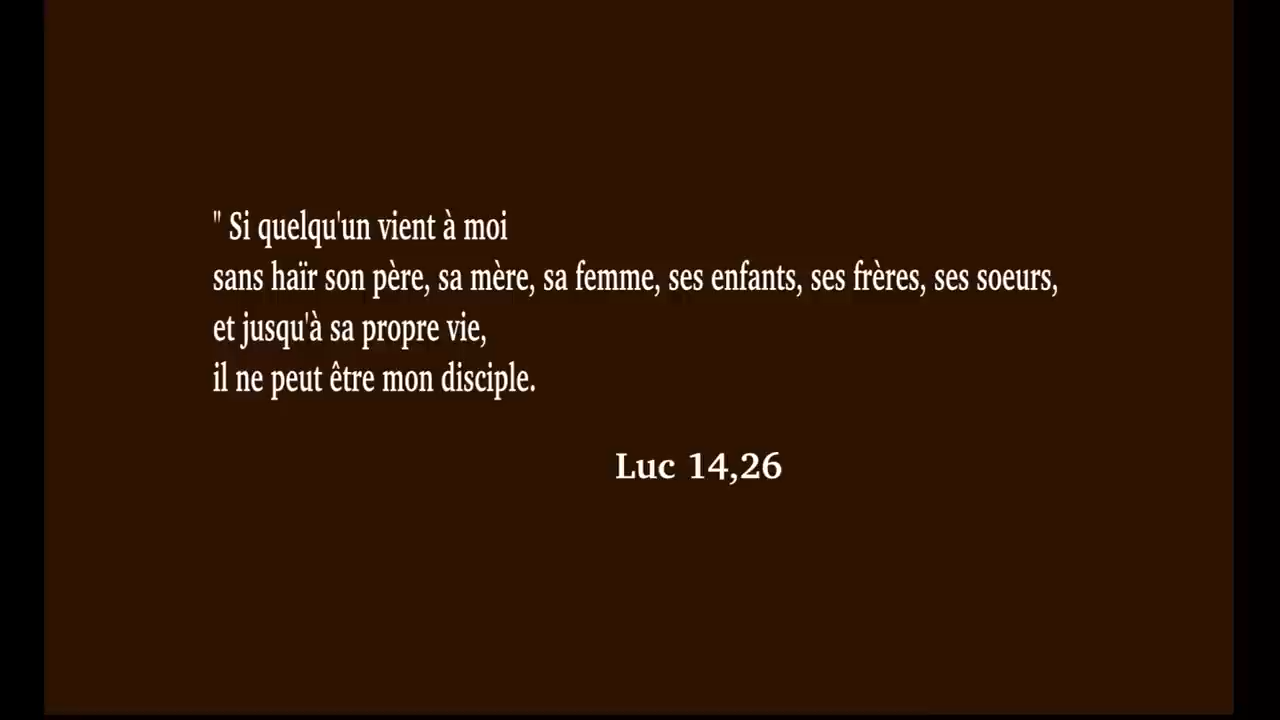 " Si quelqu'un vient à moi
sans haïr son père, sa mère, sa femme, ses enfants, ses frères, ses soeurs,
et jusqu'à sa propre vie,
il ne peut être mon disciple.
Luc 14,26